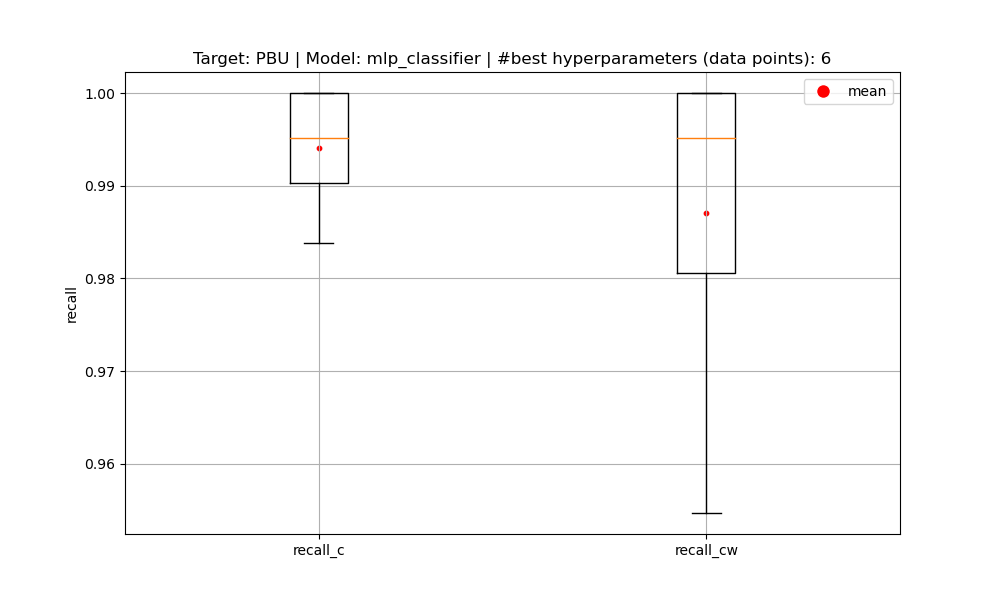 Target: PBU | Model: mlp_classifier | #best hyperparameters (data points): 6
mean
1.00
0.99
0.98
0.97
0.96
recall
recall_c
recall_cw